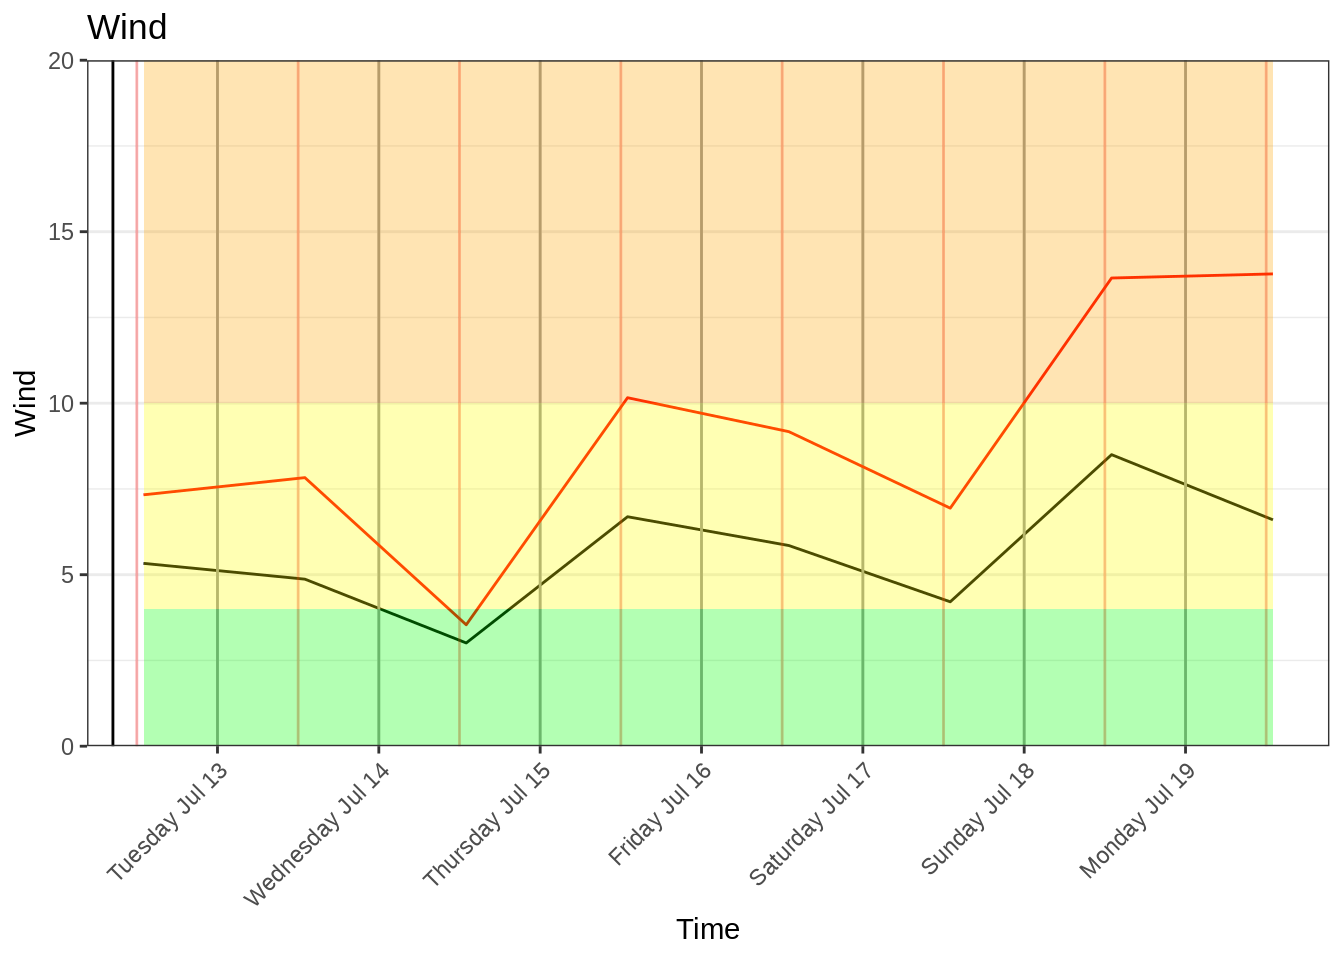 Wind
20
15
10
5
0
Wind
Tuesday Jul 13
Wednesday Jul 14
Thursday Jul 15
Friday Jul 16
Saturday Jul 17
Sunday Jul 18
Monday Jul 19
Time